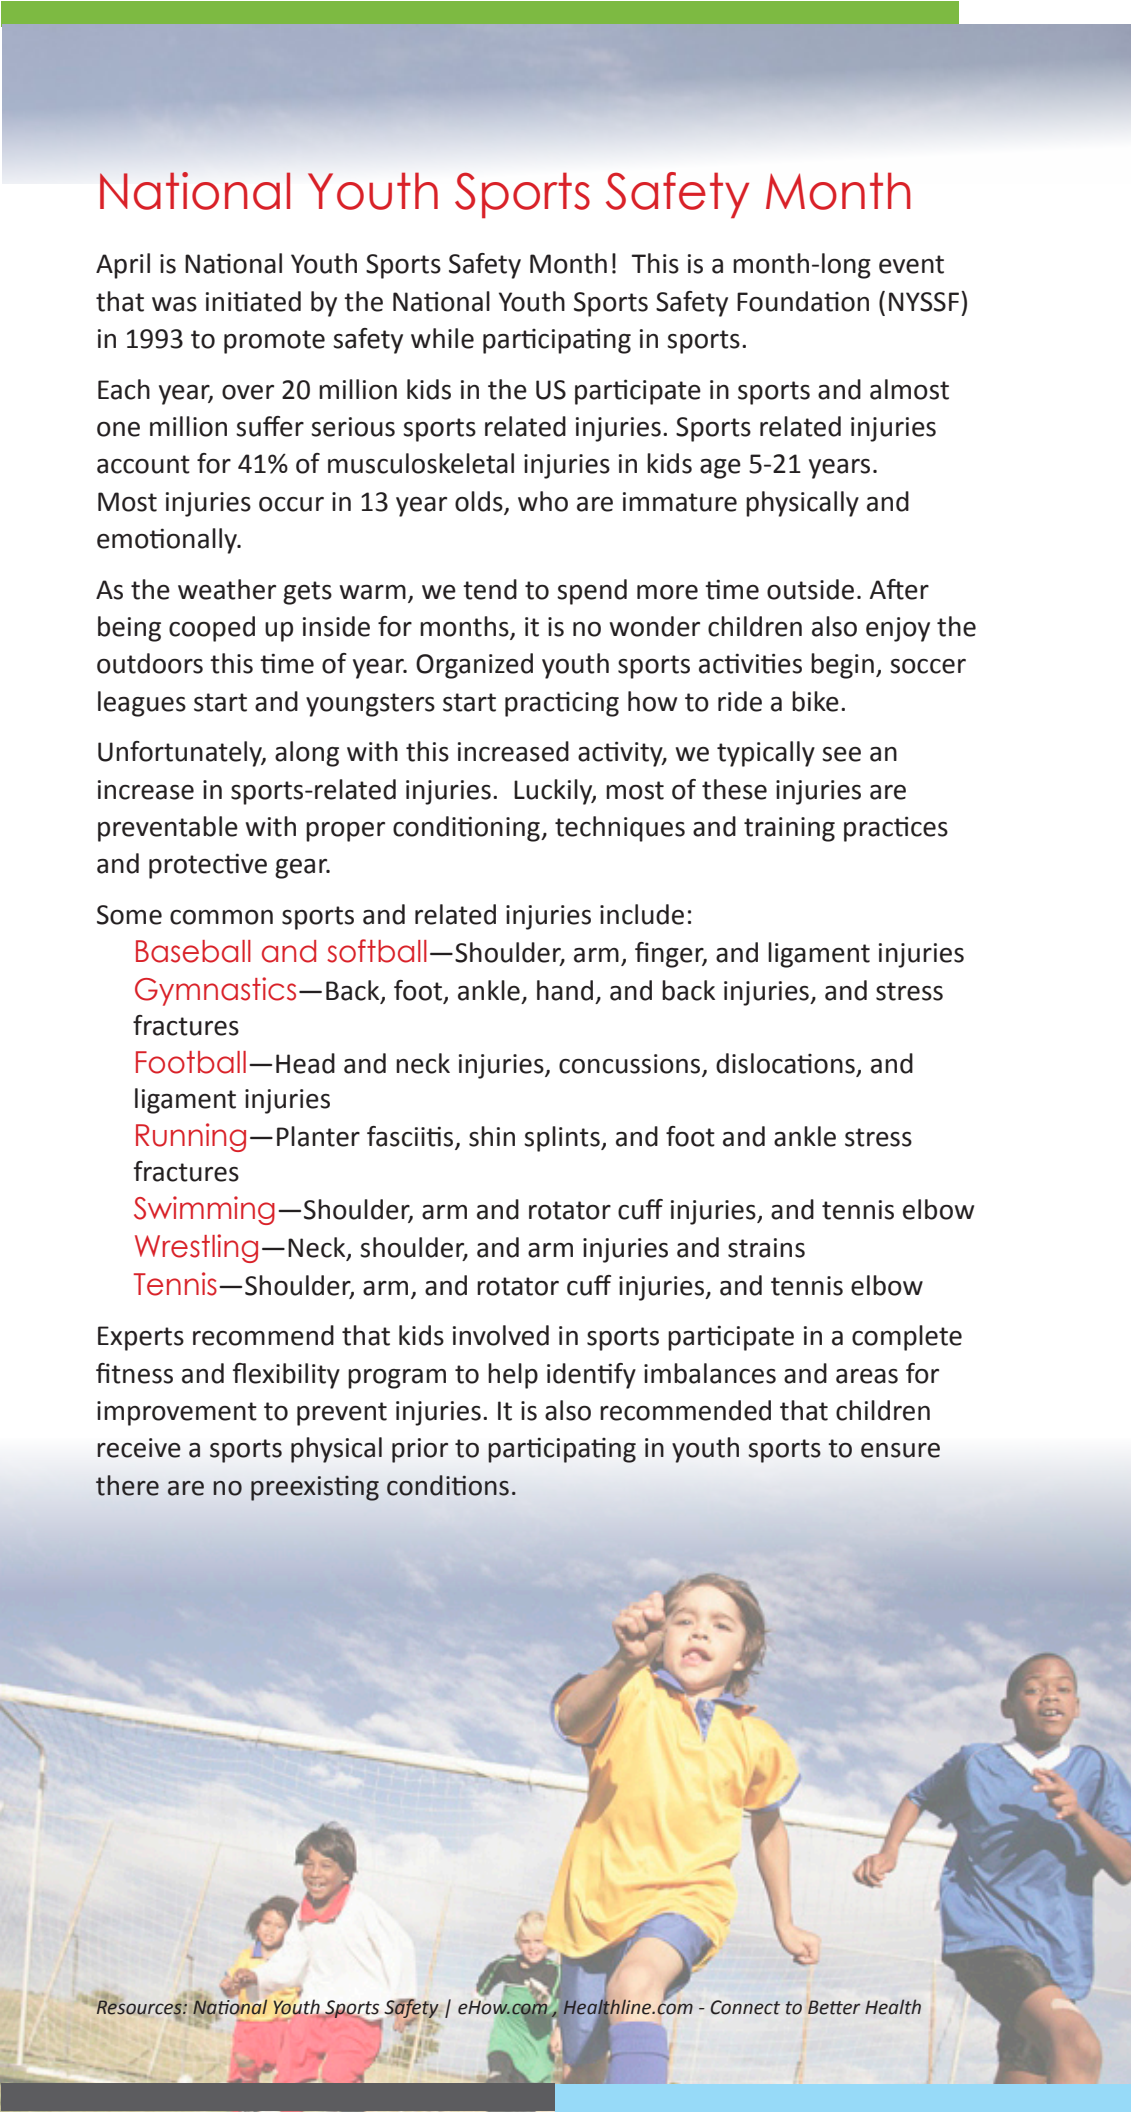 National Youth Sports Safety Month
April is National Youth Sports Safety Month!  This is a month-long event
that was initiated by the National Youth Sports Safety Foundation (NYSSF)
in 1993 to promote safety while participating in sports.
Each year, over 20 million kids in the US participate in sports and almost
one million suffer serious sports related injuries. Sports related injuries
account for 41% of musculoskeletal injuries in kids age 5-21 years.
Most injuries occur in 13 year olds, who are immature physically and
emotionally.
As the weather gets warm, we tend to spend more time outside. After
being cooped up inside for months, it is no wonder children also enjoy the
outdoors this time of year. Organized youth sports activities begin, soccer
leagues start and youngsters start practicing how to ride a bike.
Unfortunately, along with this increased activity, we typically see an
increase in sports-related injuries.  Luckily, most of these injuries are
preventable with proper conditioning, techniques and training practices
and protective gear.
Some common sports and related injuries include:
Baseball and softball—Shoulder, arm, finger, and ligament injuries
Gymnastics—Back, foot, ankle, hand, and back injuries, and stress
fractures
Football—Head and neck injuries, concussions, dislocations, and
ligament injuries
Running—Planter fasciitis, shin splints, and foot and ankle stress
fractures
Swimming—Shoulder, arm and rotator cuff injuries, and tennis elbow
Wrestling—Neck, shoulder, and arm injuries and strains
Tennis—Shoulder, arm, and rotator cuff injuries, and tennis elbow
Experts recommend that kids involved in sports participate in a complete
fitness and flexibility program to help identify imbalances and areas for
improvement to prevent injuries. It is also recommended that children
receive a sports physical prior to participating in youth sports to ensure
there are no preexisting conditions.
Resources: National Youth Sports Safety | eHow.com , Healthline.com - Connect to Better Health